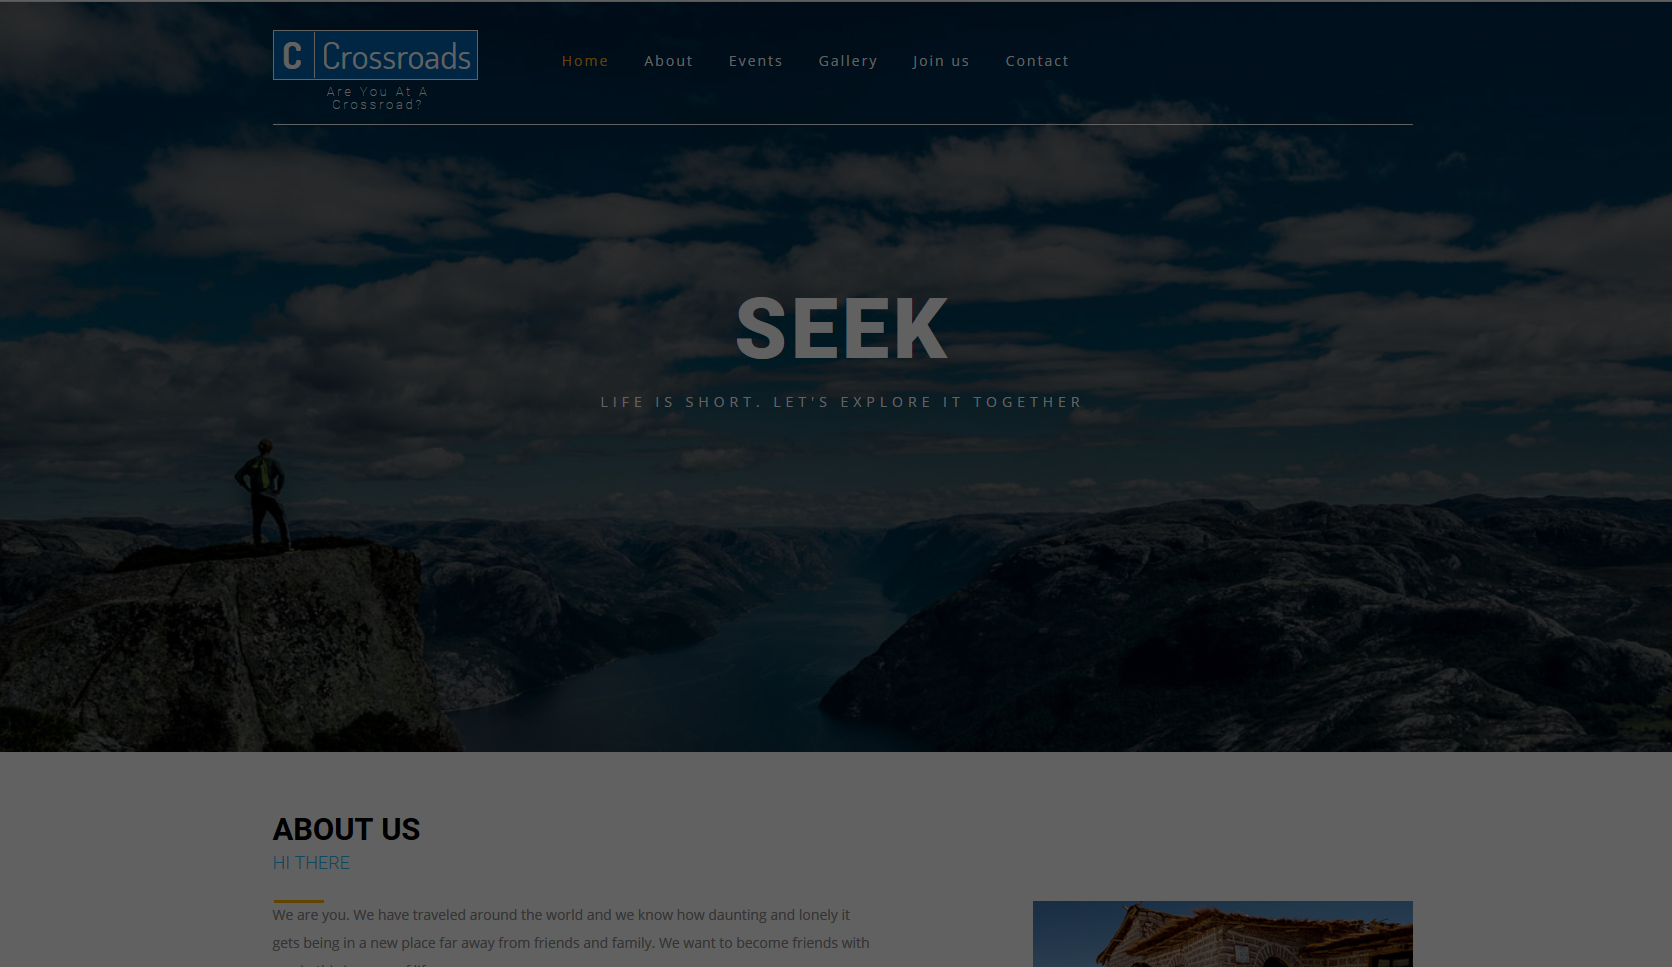 C Crossroads
Are You At A
Crossroad?
Home About Events Gallery Join us Contact
SEEK
LIFE IS SHORT. LET'S EXPLORE IT TOGETHER
ABOUT US
HI THERE
We are you. We have traveled around the world and we know how daunting and lonely it
gets being in a new place far away from friends and family. We want to become friends with